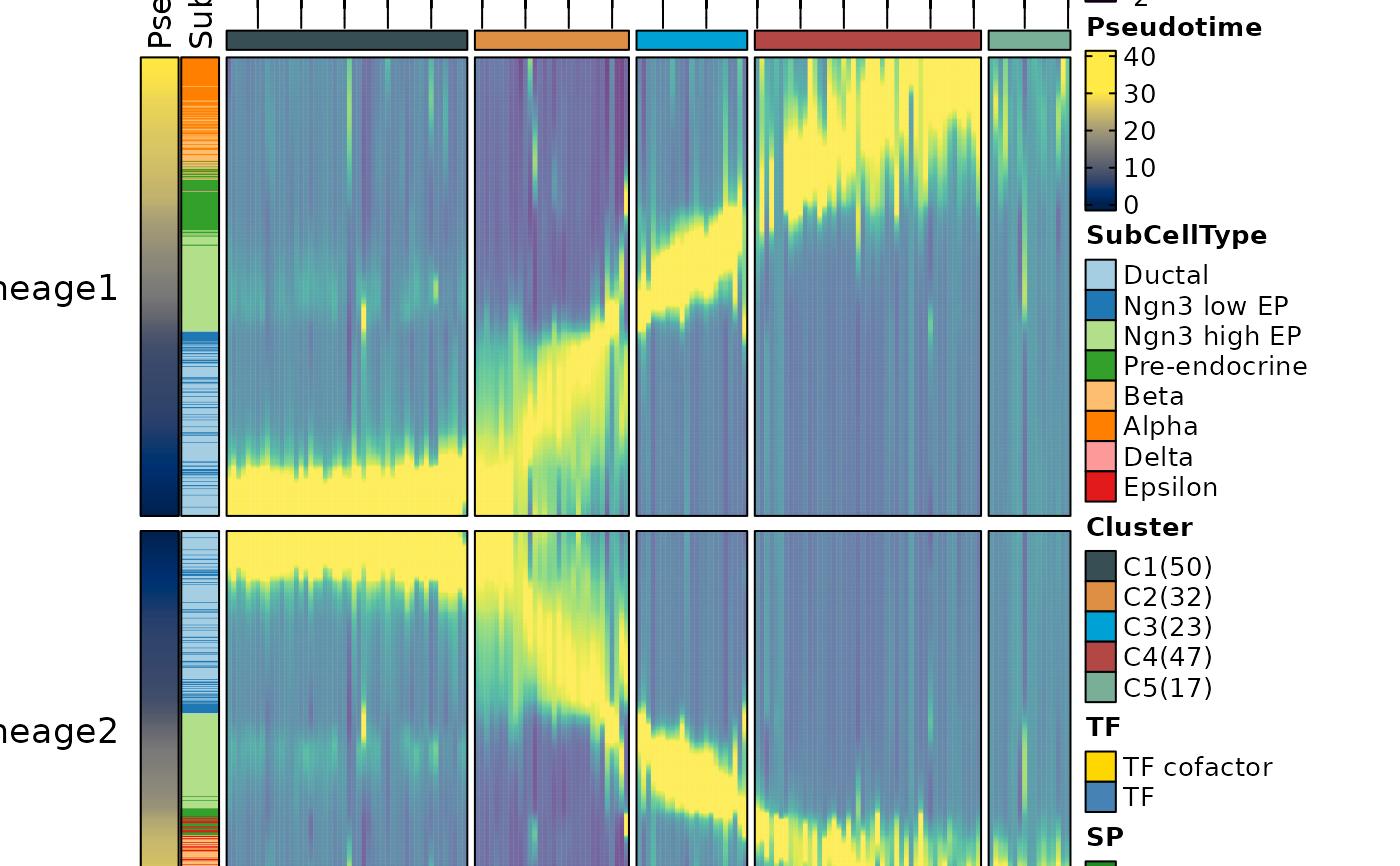 Pse
Sub
Pseudotime
40
30
20
10
0
SubCellType
Ductal
Ngn3 low EP
Ngn3 high EP
Pre-endocrine
Beta
Alpha
Delta
Epsilon
neage1
Cluster
C1(50)
C2(32)
C3(23)
C4(47)
C5(17)
neage2
TF
TF cofactor
TF
SP